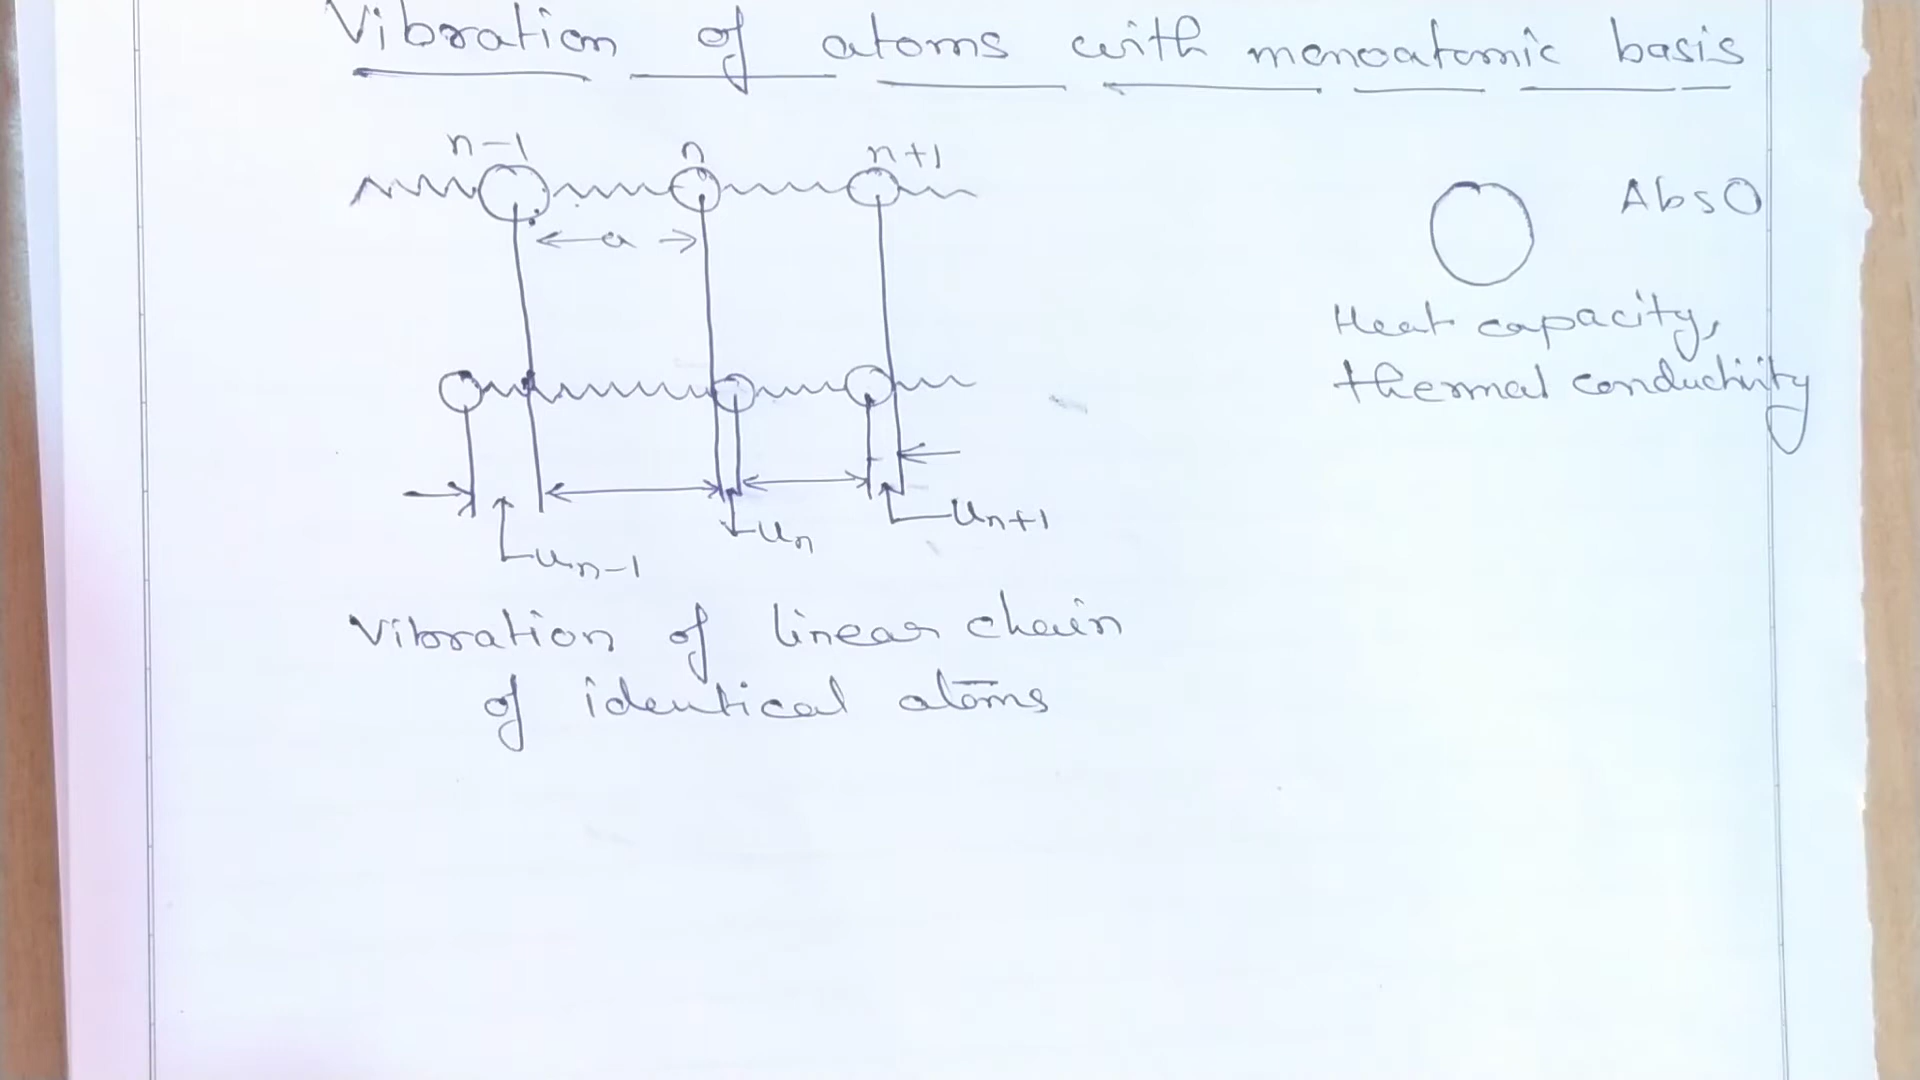 Vibration of atoms with monoatomic basis
n-1 n n+1
a
Abs 0
Heat capacity,
thermal conductivity
un-1 un un+1
Vibration of linear chain
of identical atoms